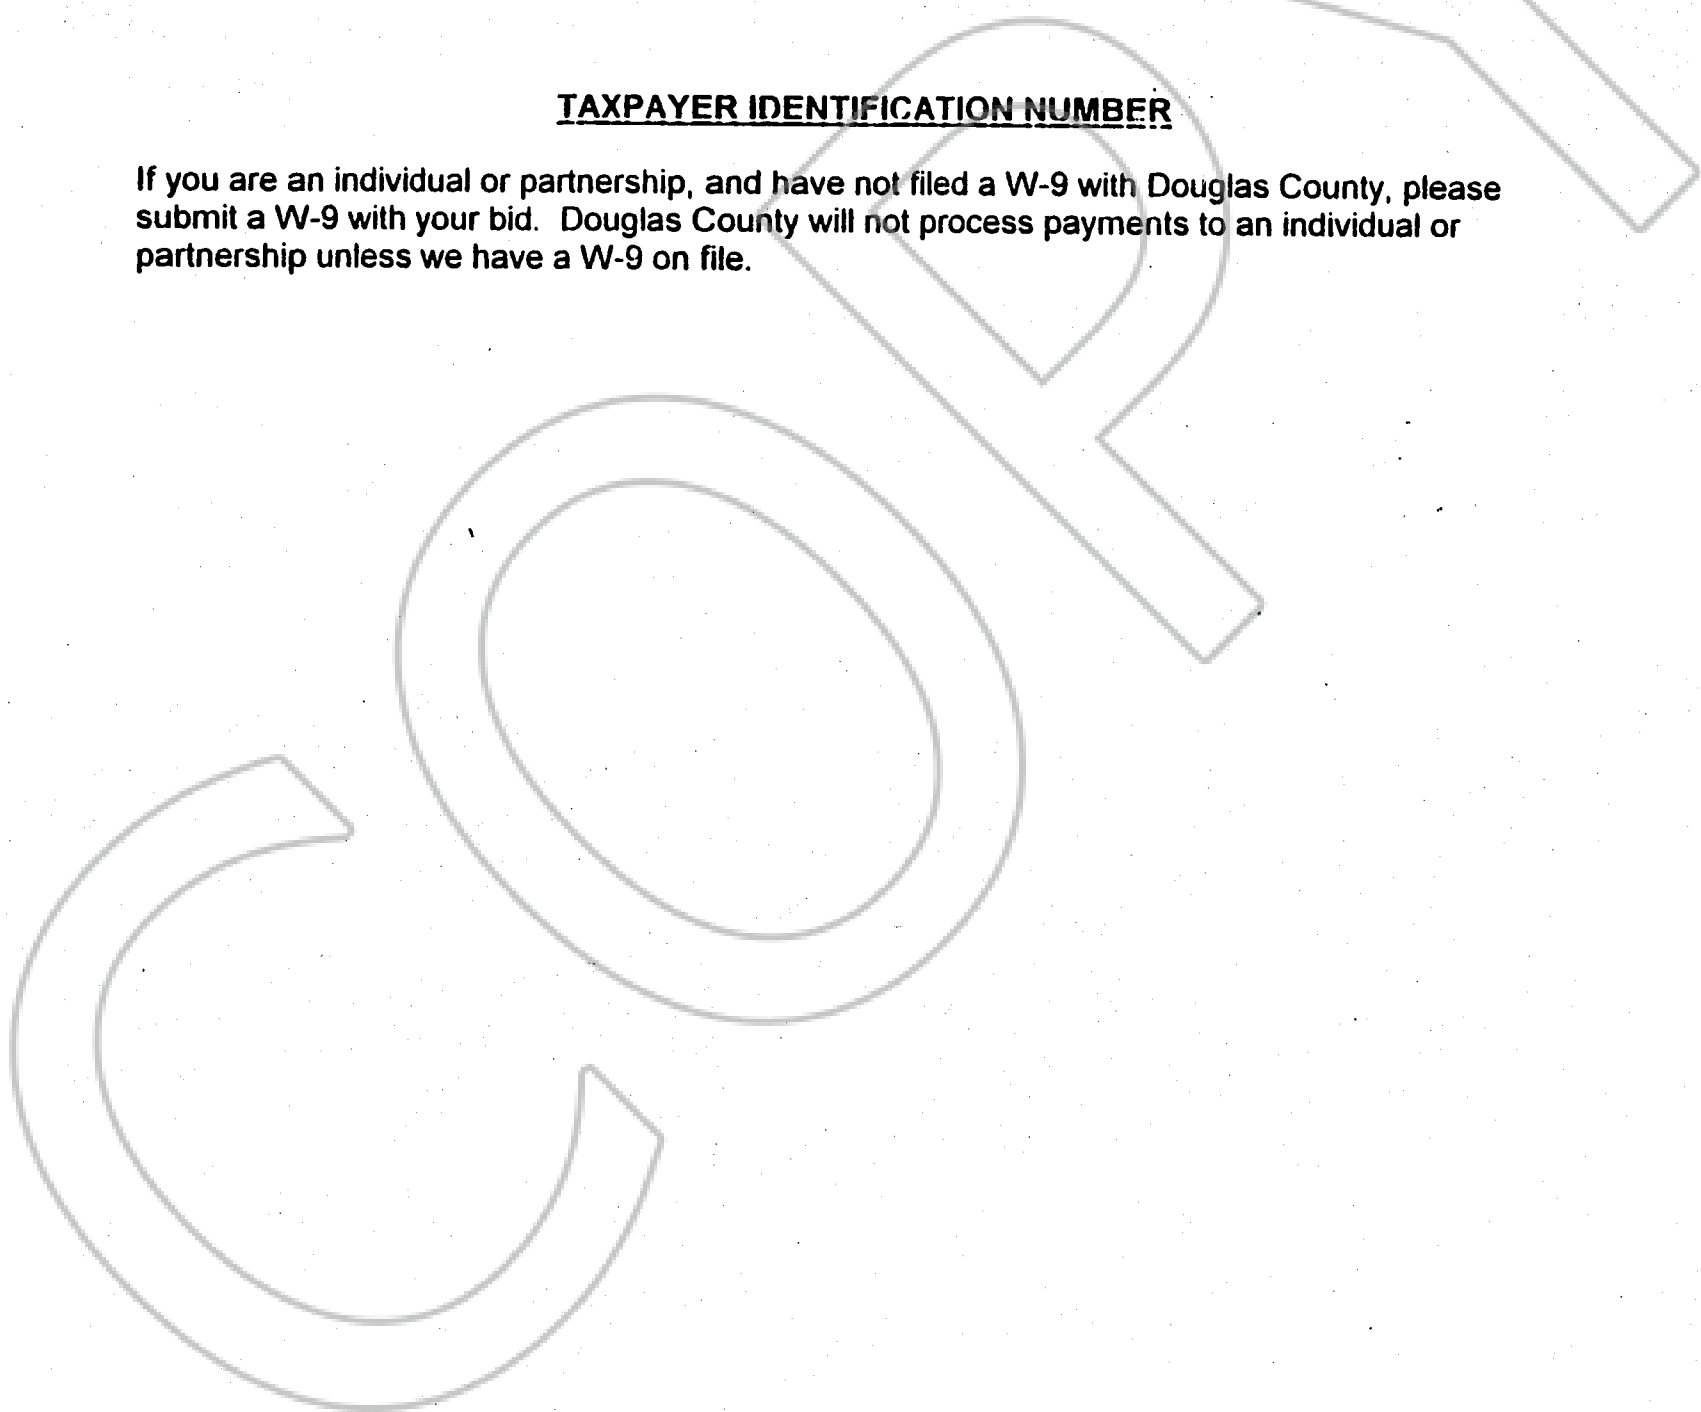 TAXPAYER IDENTIFICATION NUMBER
If you are an individual or partnership, and have not filed a W-9 with Douglas County, please
submit a W-9 with your bid.  Douglas County will not process payments to an individual or
partnership unless we have a W-9 on file.
COPY